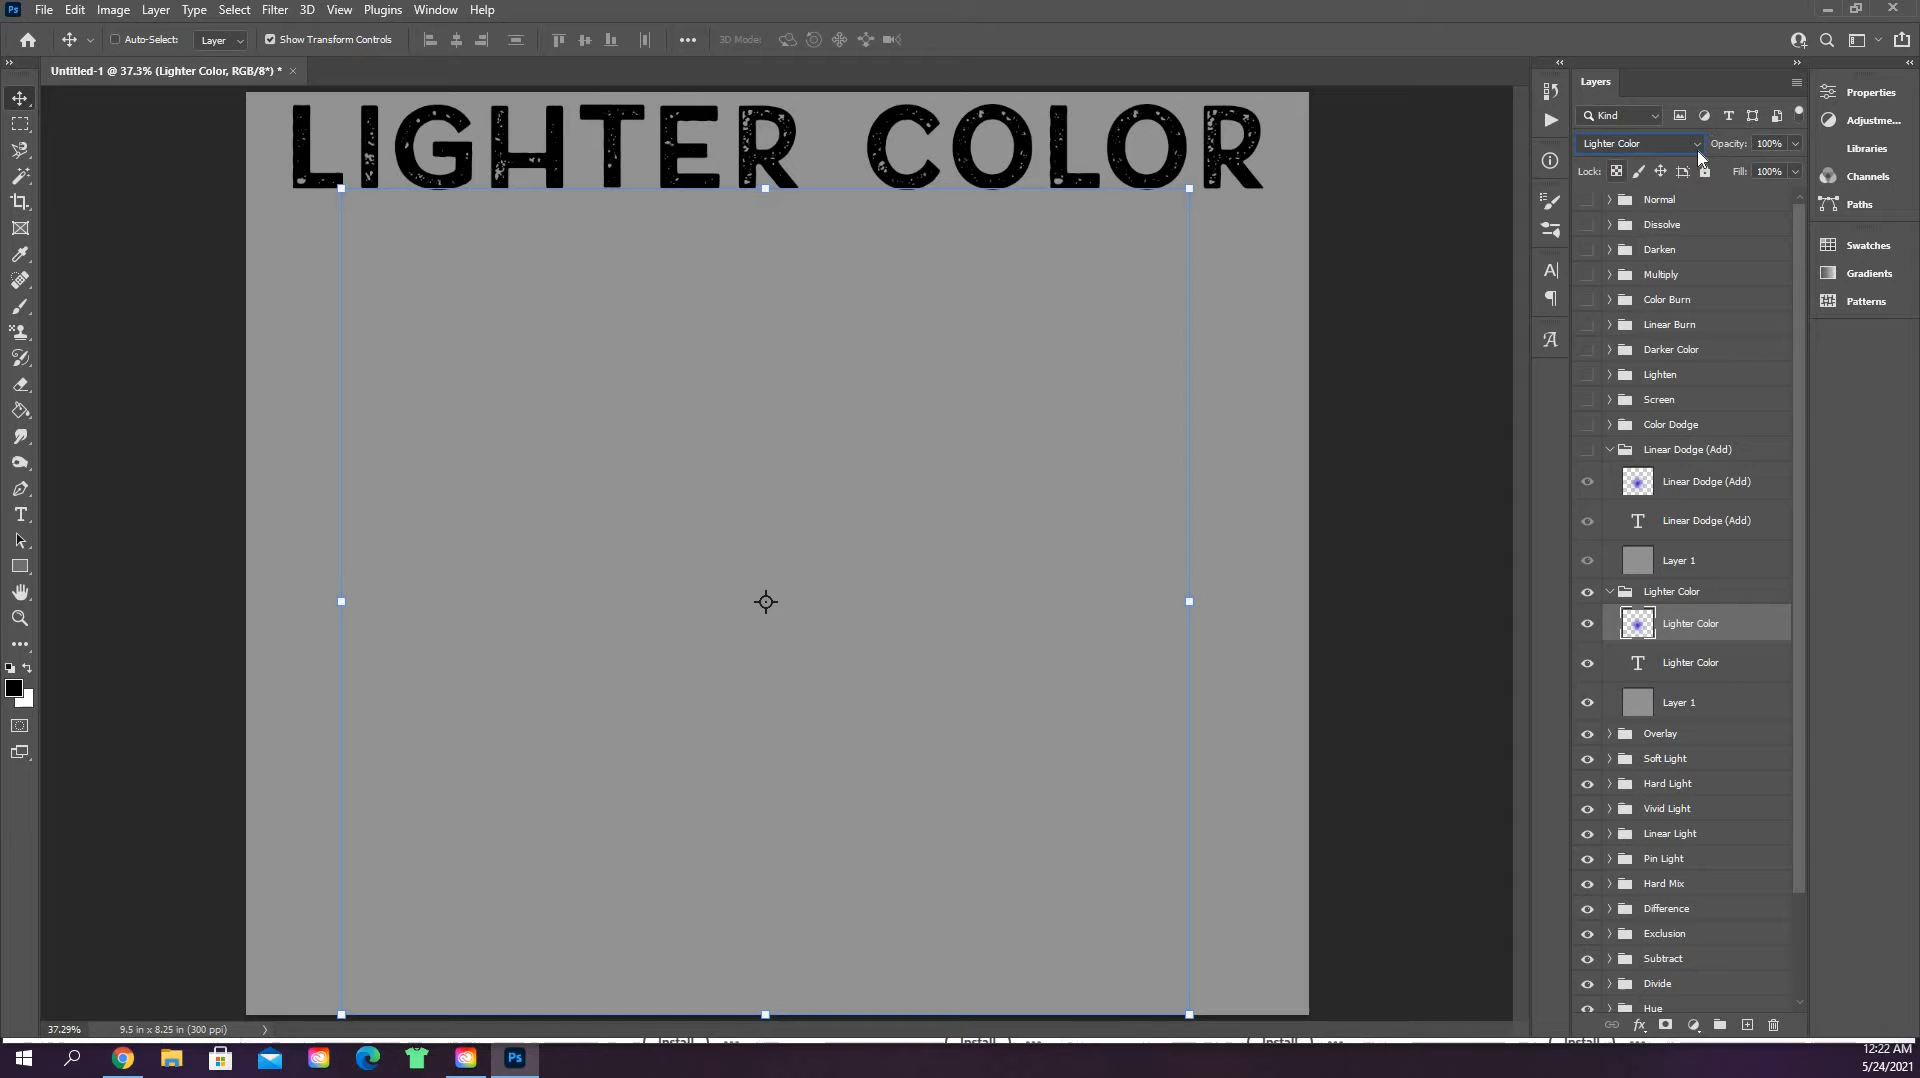 Ps File Edit Image Layer Type Select Filter 3D View Plugins Window Help
Auto-Select: Layer Show Transform Controls 3D Mode:
Untitled-1 @ 37.3% (Lighter Color, RGB/8*) * ×
LIGHTER COLOR
Layers
Kind
Lighter Color Opacity: 100%
Lock: Fill: 100%
Normal
Dissolve
Darken
Multiply
Color Burn
Linear Burn
Darker Color
Lighten
Screen
Color Dodge
Linear Dodge (Add)
Linear Dodge (Add)
Linear Dodge (Add)
Layer 1
Lighter Color
Lighter Color
Lighter Color
Layer 1
Overlay
Soft Light
Hard Light
Vivid Light
Linear Light
Pin Light
Hard Mix
Difference
Exclusion
Subtract
Divide
Hue
Properties
Adjustme...
Libraries
Channels
Paths
Swatches
Gradients
Patterns
37.29% 9.5 in x 8.25 in (300 ppi)
Install Install Install Install
Ps
12:22 AM
5/24/2021